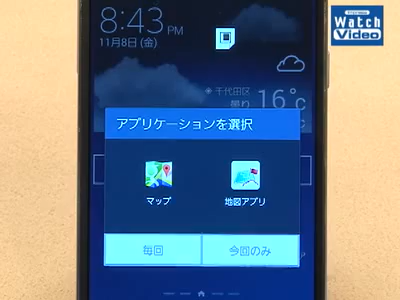 8:43 PM
11月8日(金)
Watch
Video
千代田区
曇り 16°c
アプリケーションを選択
マップ
地図アプリ
毎回
今回のみ